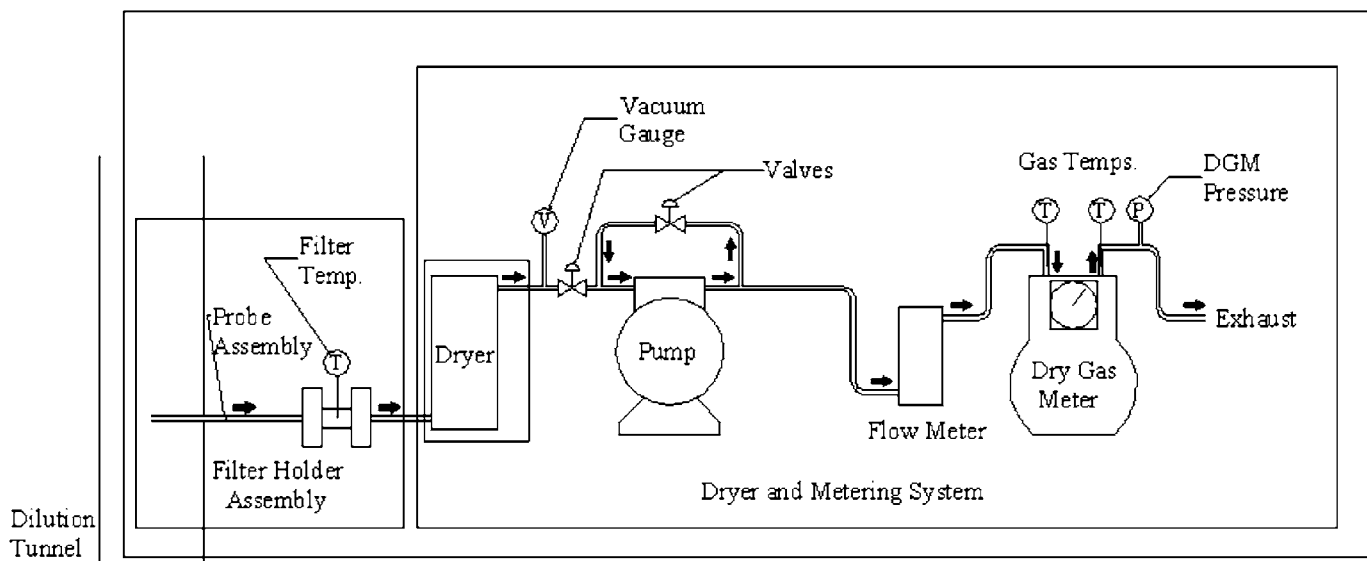 Vacuum
Gauge
Valves
Gas Temps.
DGM
Pressure
V
T
T
P
Filter
Temp.
Probe
Assembly
T
Dryer
Pump
Exhaust
Dry Gas
Meter
Flow Meter
Filter Holder
Assembly
Dryer and Metering System
Dilution
Tunnel